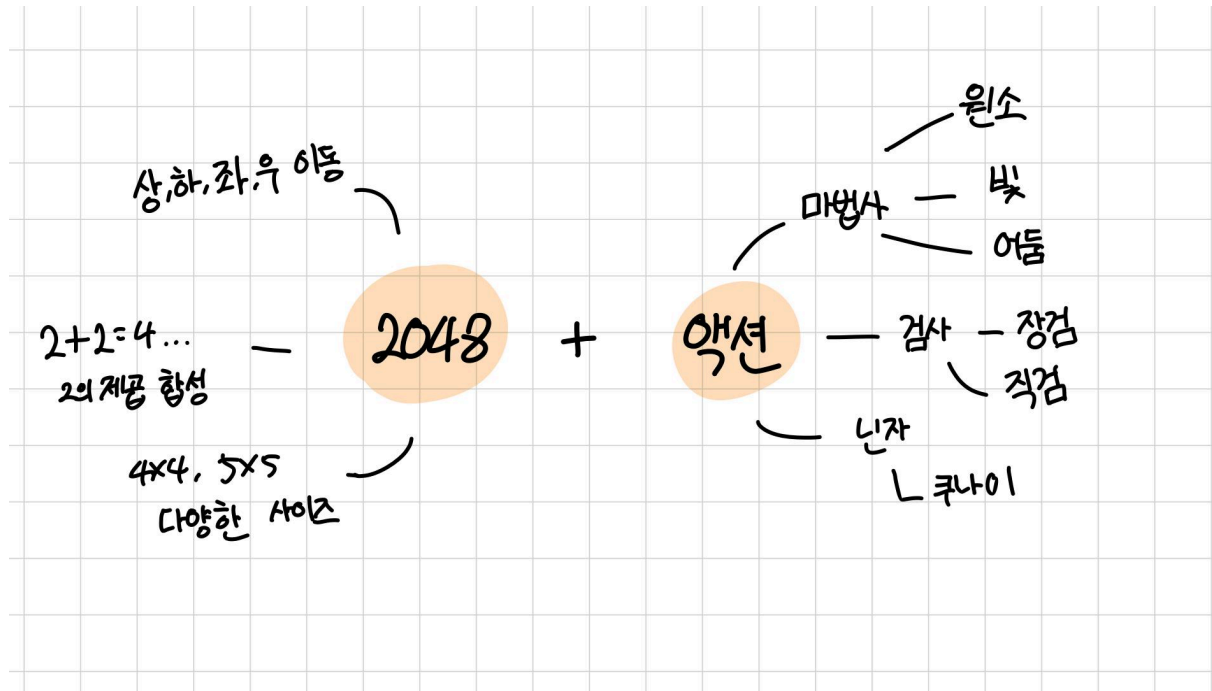 상,하,좌,우 이동
2+2=4...
2의 제곱 합성
4x4, 5x5
다양한 사이즈
2048
+
액션
마법사
원소
빛
어둠
검사
장검
직검
닌자
쿠나이